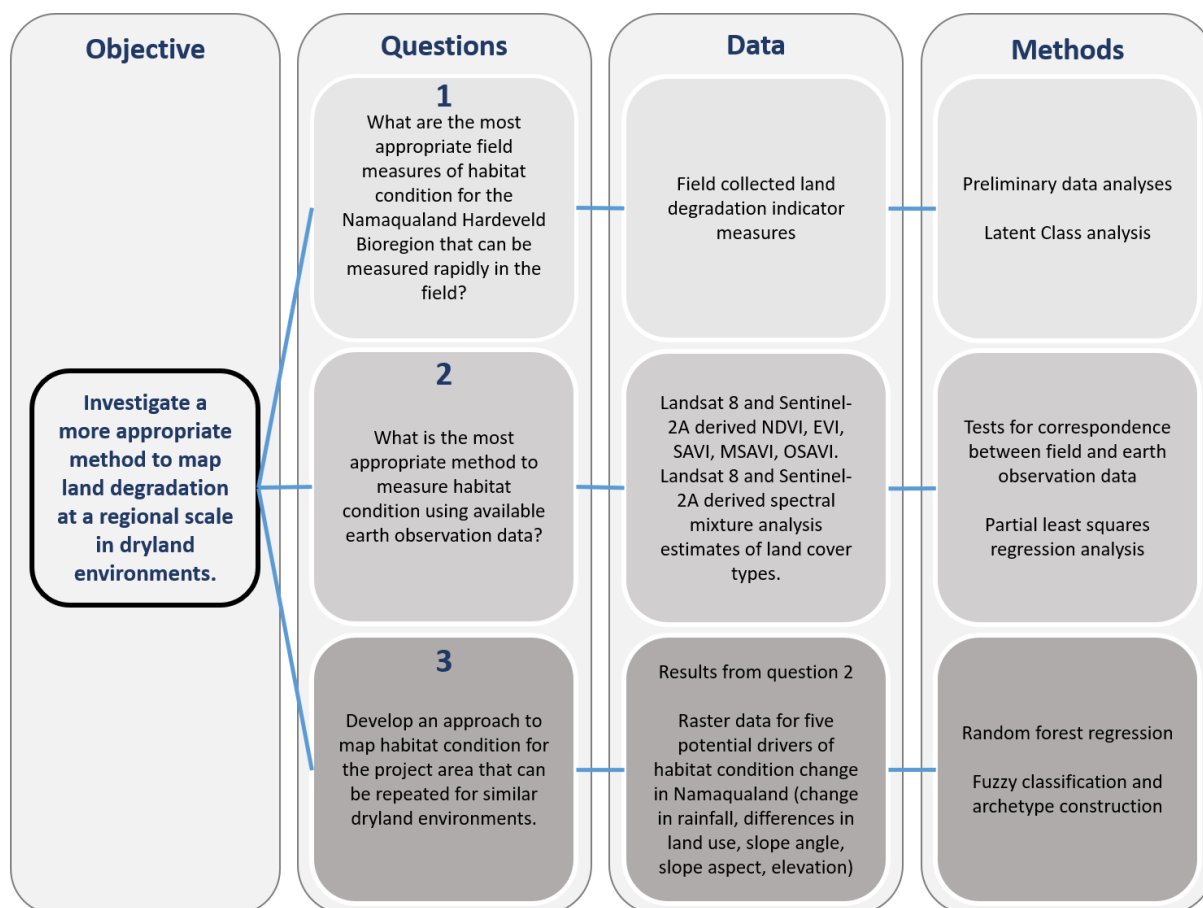 Objective
Investigate a
more appropriate
method to map
land degradation
at a regional scale
in dryland
environments.
Questions
1
What are the most
appropriate field
measures of habitat
condition for the
Namaqualand Hardeveld
Bioregion that can be
measured rapidly in the
field?
2
What is the most
appropriate method to
measure habitat
condition using available
earth observation data?
3
Develop an approach to
map habitat condition for
the project area that can
be repeated for similar
dryland environments.
Data
Field collected land
degradation indicator
measures
Landsat 8 and Sentinel-
2A derived NDVI, EVI,
SAVI, MSAVI, OSAVI.
Landsat 8 and Sentinel-
2A derived spectral
mixture analysis
estimates of land cover
types.
Results from question 2
Raster data for five
potential drivers of
habitat condition change
in Namaqualand (change
in rainfall, differences in
land use, slope angle,
slope aspect, elevation)
Methods
Preliminary data analyses
Latent Class analysis
Tests for correspondence
between field and earth
observation data
Partial least squares
regression analysis
Random forest regression
Fuzzy classification and
archetype construction